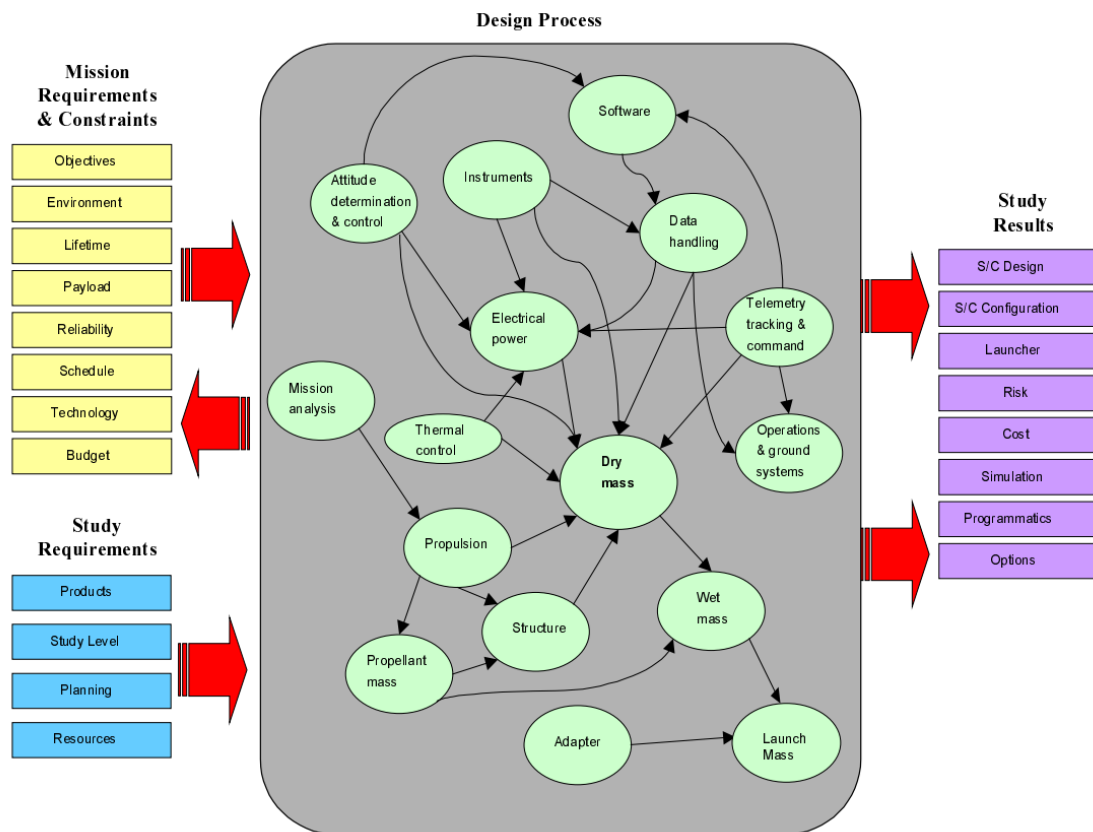 Design Process
Mission
Requirements
& Constraints
Objectives
Environment
Lifetime
Payload
Reliability
Schedule
Technology
Budget
Study
Requirements
Products
Study Level
Planning
Resources
Software
Attitude
determination
& control
Instruments
Data
handling
Electrical
power
Telemetry
tracking &
command
Mission
analysis
Thermal
control
Operations
& ground
systems
Dry
mass
Propulsion
Structure
Wet
mass
Propellant
mass
Adapter
Launch
Mass
Study
Results
S/C Design
S/C Configuration
Launcher
Risk
Cost
Simulation
Programmatics
Options